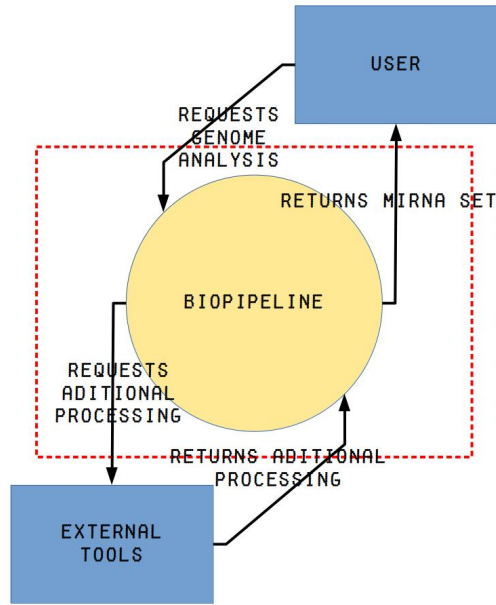 USER
REQUESTS
GENOME
ANALYSIS
RETURNS MIRNA SET
BIOPIPELINE
REQUESTS
ADITIONAL
PROCESSING
RETURNS ADITIONAL
PROCESSING
EXTERNAL
TOOLS